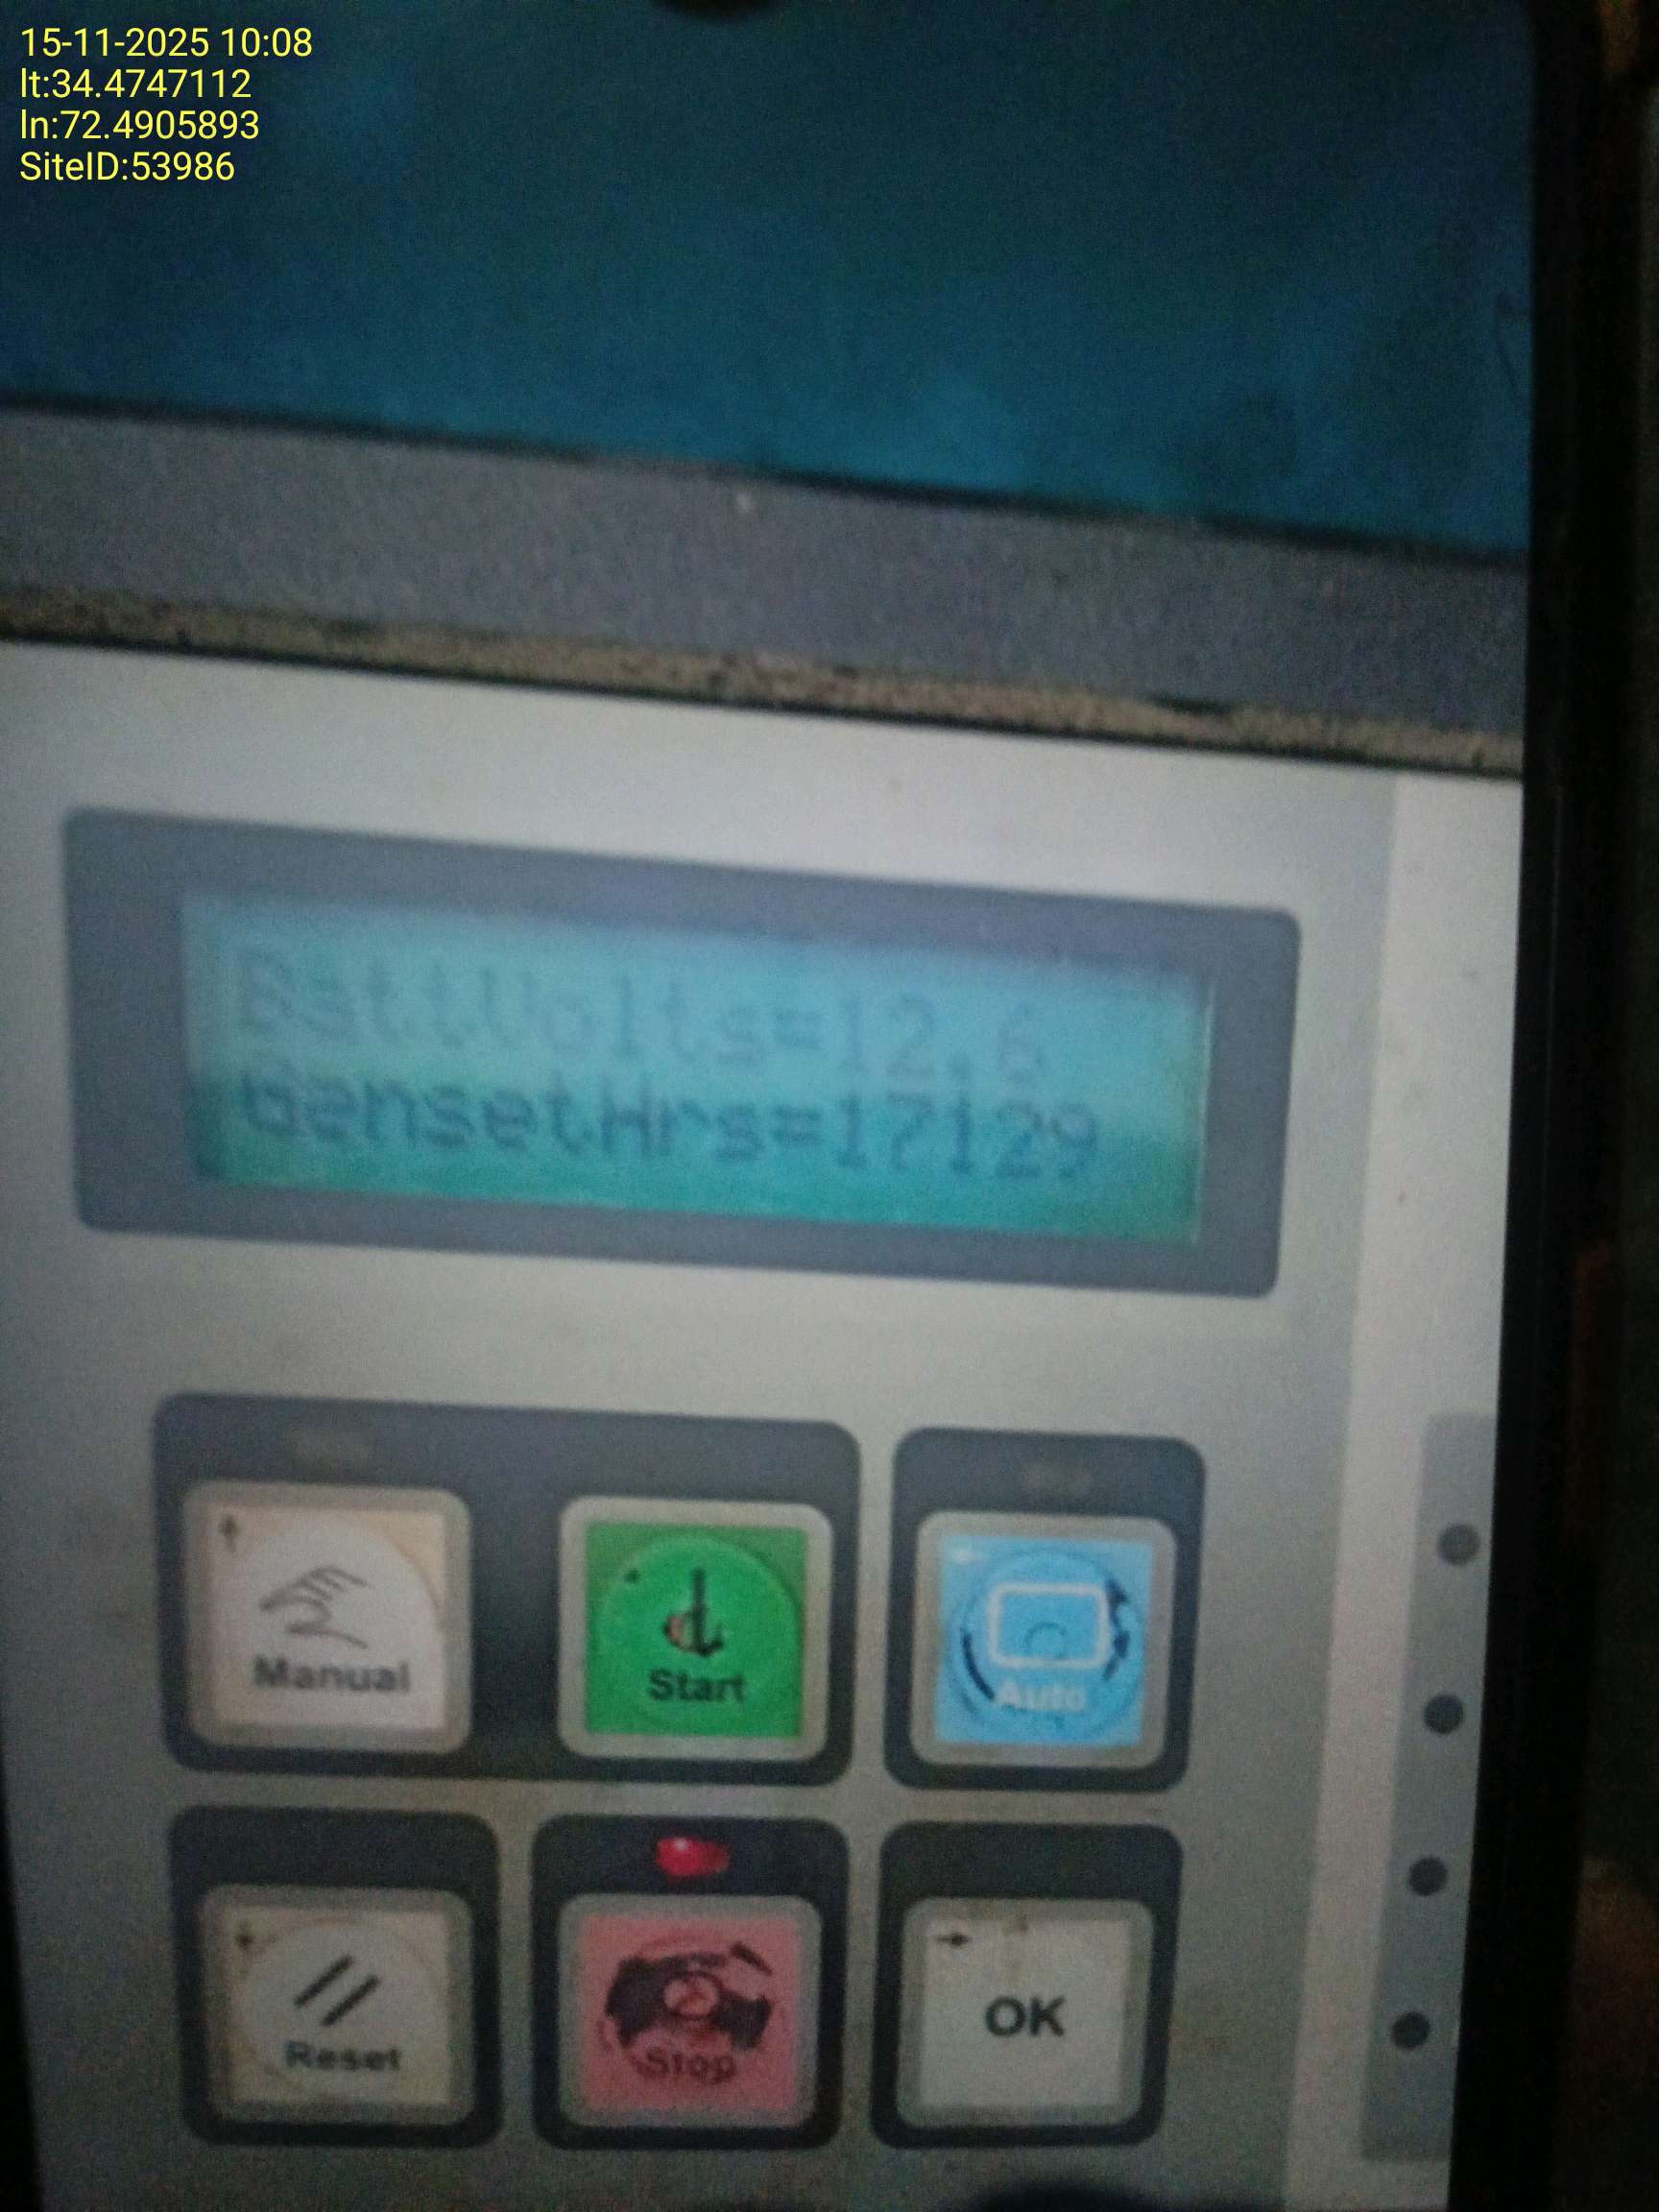 15-11-2025 10:08
lt:34.4747112
ln:72.4905893
SiteID:53986
BattVolts=12.6
GensetHrs=17129
Manual
Start
Auto
Reset
Stop
OK